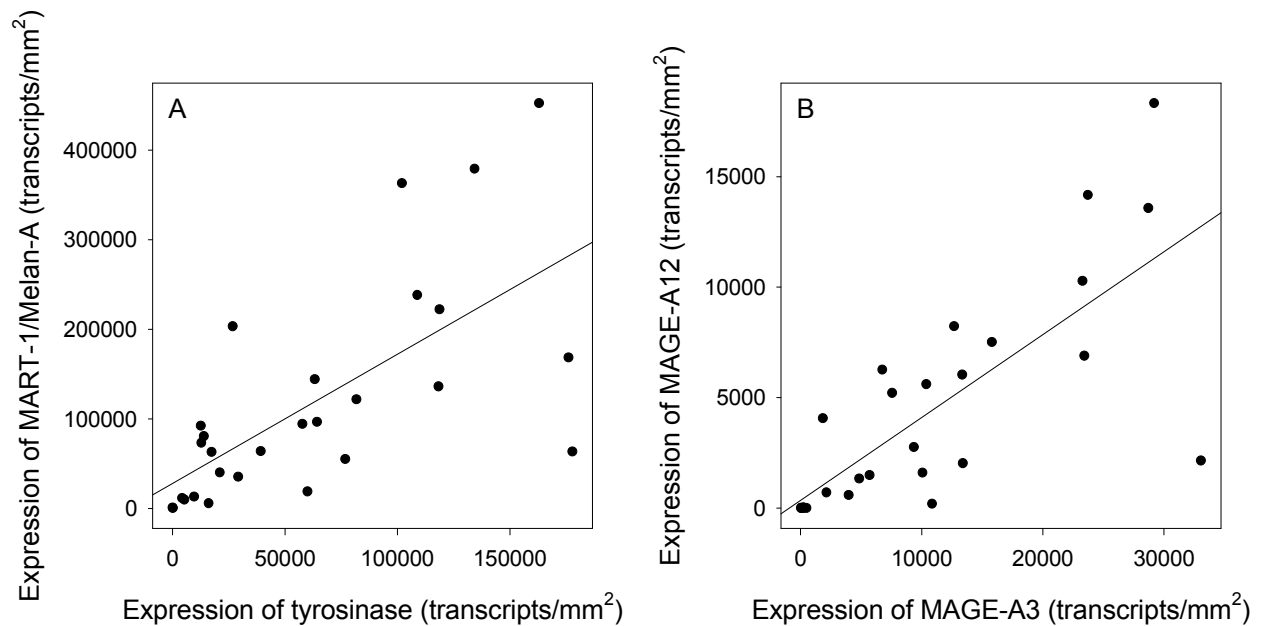 A
Expression of MART-1/Melan-A (transcripts/mm²)
400000
300000
200000
100000
0
0 50000 100000 150000
Expression of tyrosinase (transcripts/mm²)
B
Expression of MAGE-A12 (transcripts/mm²)
15000
10000
5000
0
0 10000 20000 30000
Expression of MAGE-A3 (transcripts/mm²)